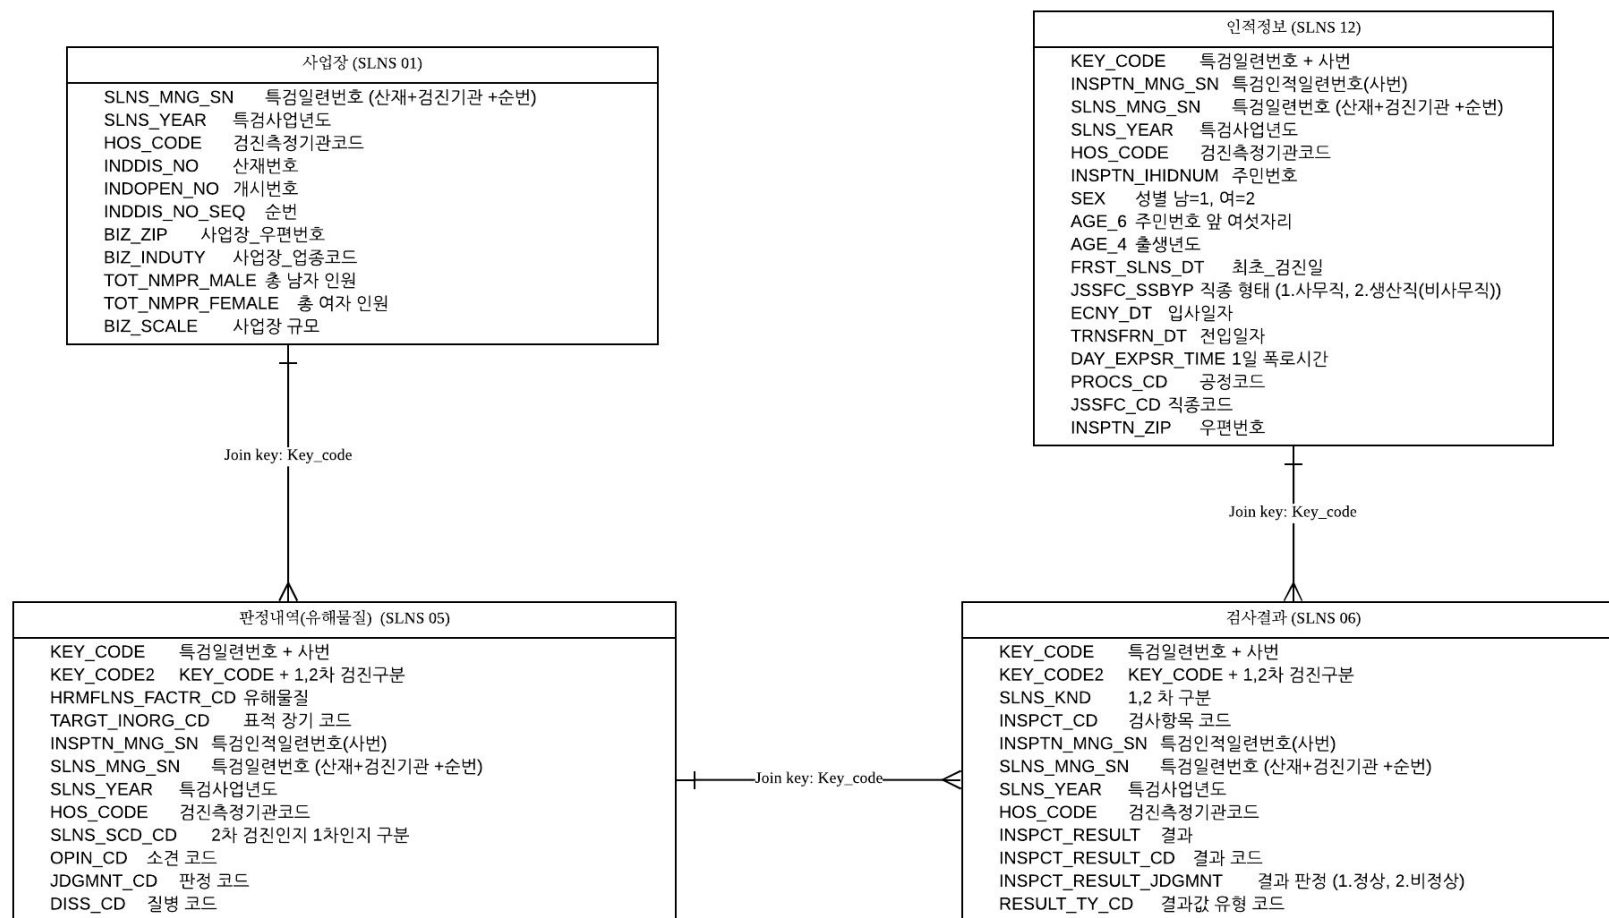 사업장 (SLNS 01)
SLNS_MNG_SN 특검일련번호 (산재+검진기관 +순번)
SLNS_YEAR 특검사업년도
HOS_CODE 검진측정기관코드
INDDIS_NO 산재번호
INDOPEN_NO 개시번호
INDDIS_NO_SEQ 순번
BIZ_ZIP 사업장_우편번호
BIZ_INDUTY 사업장_업종코드
TOT_NMPR_MALE 총 남자 인원
TOT_NMPR_FEMALE 총 여자 인원
BIZ_SCALE 사업장 규모
인적정보 (SLNS 12)
KEY_CODE 특검일련번호 + 사번
INSPTN_MNG_SN 특검인적일련번호(사번)
SLNS_MNG_SN 특검일련번호 (산재+검진기관 +순번)
SLNS_YEAR 특검사업년도
HOS_CODE 검진측정기관코드
INSPTN_IHIDNUM 주민번호
SEX 성별 남=1, 여=2
AGE_6 주민번호 앞 여섯자리
AGE_4 출생년도
FRST_SLNS_DT 최초_검진일
JSSFC_SSBYP 직종 형태 (1.사무직, 2.생산직(비사무직))
ECNY_DT 입사일자
TRNSFRN_DT 전입일자
DAY_EXPSR_TIME 1일 폭로시간
PROCS_CD 공정코드
JSSFC_CD 직종코드
INSPTN_ZIP 우편번호
Join key: Key_code
Join key: Key_code
판정내역(유해물질) (SLNS 05)
KEY_CODE 특검일련번호 + 사번
KEY_CODE2 KEY_CODE + 1,2차 검진구분
HRMFLNS_FACTR_CD 유해물질
TARGT_INORG_CD 표적 장기 코드
INSPTN_MNG_SN 특검인적일련번호(사번)
SLNS_MNG_SN 특검일련번호 (산재+검진기관 +순번)
SLNS_YEAR 특검사업년도
HOS_CODE 검진측정기관코드
SLNS_SCD_CD 2차 검진인지 1차인지 구분
OPIN_CD 소견 코드
JDGMNT_CD 판정 코드
DISS_CD 질병 코드
Join key: Key_code
검사결과 (SLNS 06)
KEY_CODE 특검일련번호 + 사번
KEY_CODE2 KEY_CODE + 1,2차 검진구분
SLNS_KND 1,2 차 구분
INSPCT_CD 검사항목 코드
INSPTN_MNG_SN 특검인적일련번호(사번)
SLNS_MNG_SN 특검일련번호 (산재+검진기관 +순번)
SLNS_YEAR 특검사업년도
HOS_CODE 검진측정기관코드
INSPCT_RESULT 결과
INSPCT_RESULT_CD 결과 코드
INSPCT_RESULT_JDGMNT 결과 판정 (1.정상, 2.비정상)
RESULT_TY_CD 결과값 유형 코드